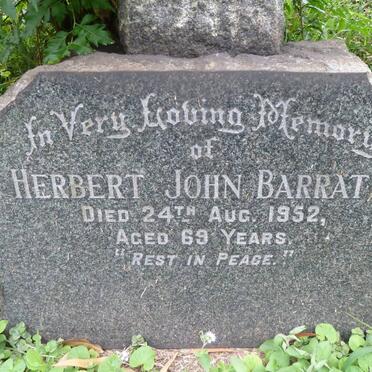 In Very Loving Memory
of
HERBERT JOHN BARRAT
DIED 24TH AUG. 1952,
AGED 69 YEARS.
"REST IN PEACE."